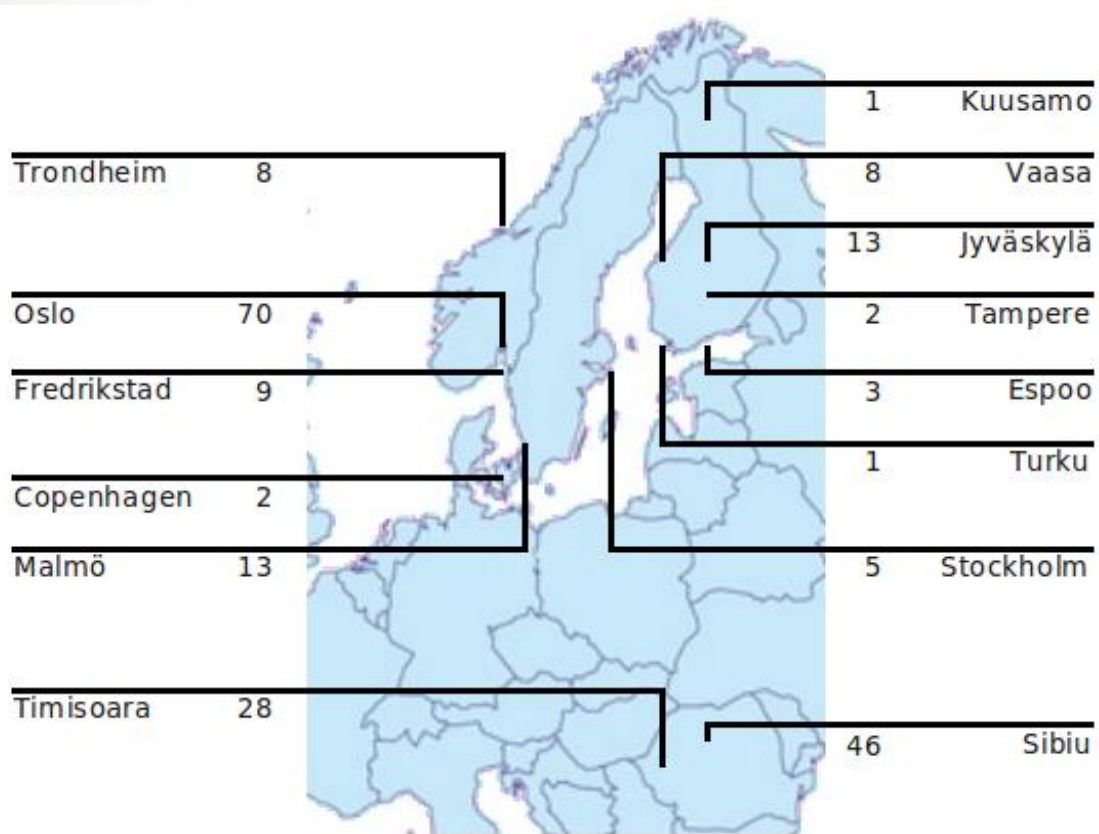 1 Kuusamo
Trondheim 8
8 Vaasa
13 Jyväskylä
Oslo 70
2 Tampere
Fredrikstad 9
3 Espoo
1 Turku
Copenhagen 2
Malmö 13
5 Stockholm
Timisoara 28
46 Sibiu